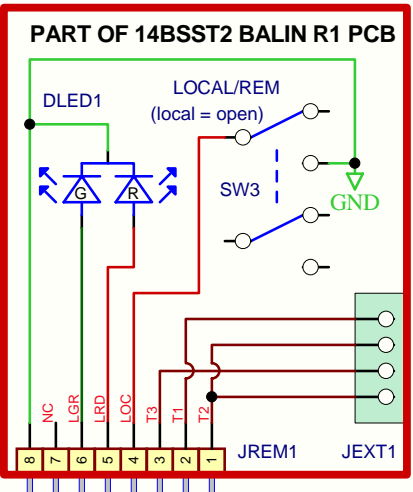 PART OF 14BSST2 BALIN R1 PCB
DLED1
LOCAL/REM
(local = open)
G
R
SW3
GND
NC
LGR
LRD
LOC
T3
T1
T2
8
7
6
5
4
3
2
1
JREM1
JEXT1